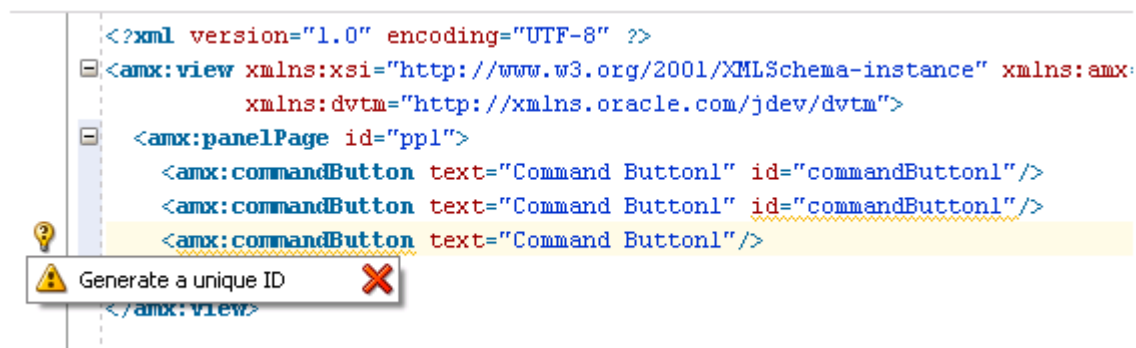 <?xml version="1.0" encoding="UTF-8" ?>
<amx:view xmlns:xsi="http://www.w3.org/2001/XMLSchema-instance" xmlns:amx
xmlns:dvtm="http://xmlns.oracle.com/jdev/dvtm">
<amx:panelPage id="pp1">
<amx:commandButton text="Command Button1" id="commandButton1"/>
<amx:commandButton text="Command Button1" id="commandButton1"/>
<amx:commandButton text="Command Button1"/>
Generate a unique ID
</amx:view>